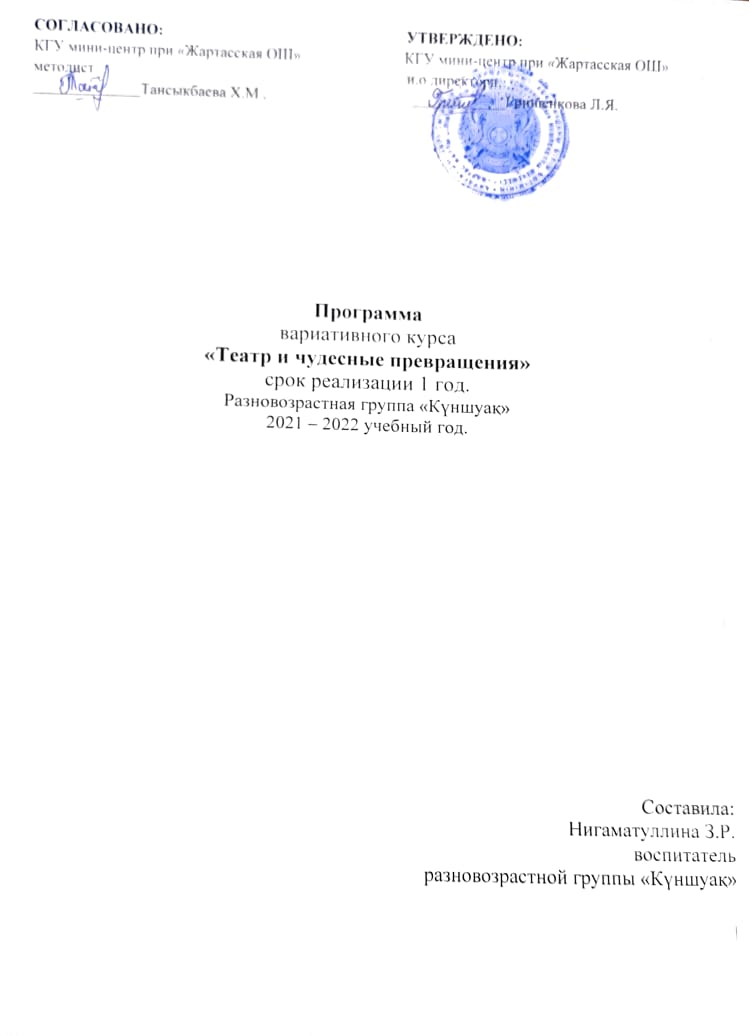 СОГЛАСОВАНО:
КГУ мини-центр при «Жартасская ОШ»
методист
Тансыкбаева Х.М .
УТВЕРЖДЕНО:
КГУ мини-центр при «Жартасская ОШ»
и.о директора
Гришенкова Л.Я.
Программа
вариативного курса
«Театр и чудесные превращения»
срок реализации 1 год.
Разновозрастная группа «Күншуақ»
2021 – 2022 учебный год.
Составила:
Нигаматуллина З.Р.
воспитатель
разновозрастной группы «Күншуақ»